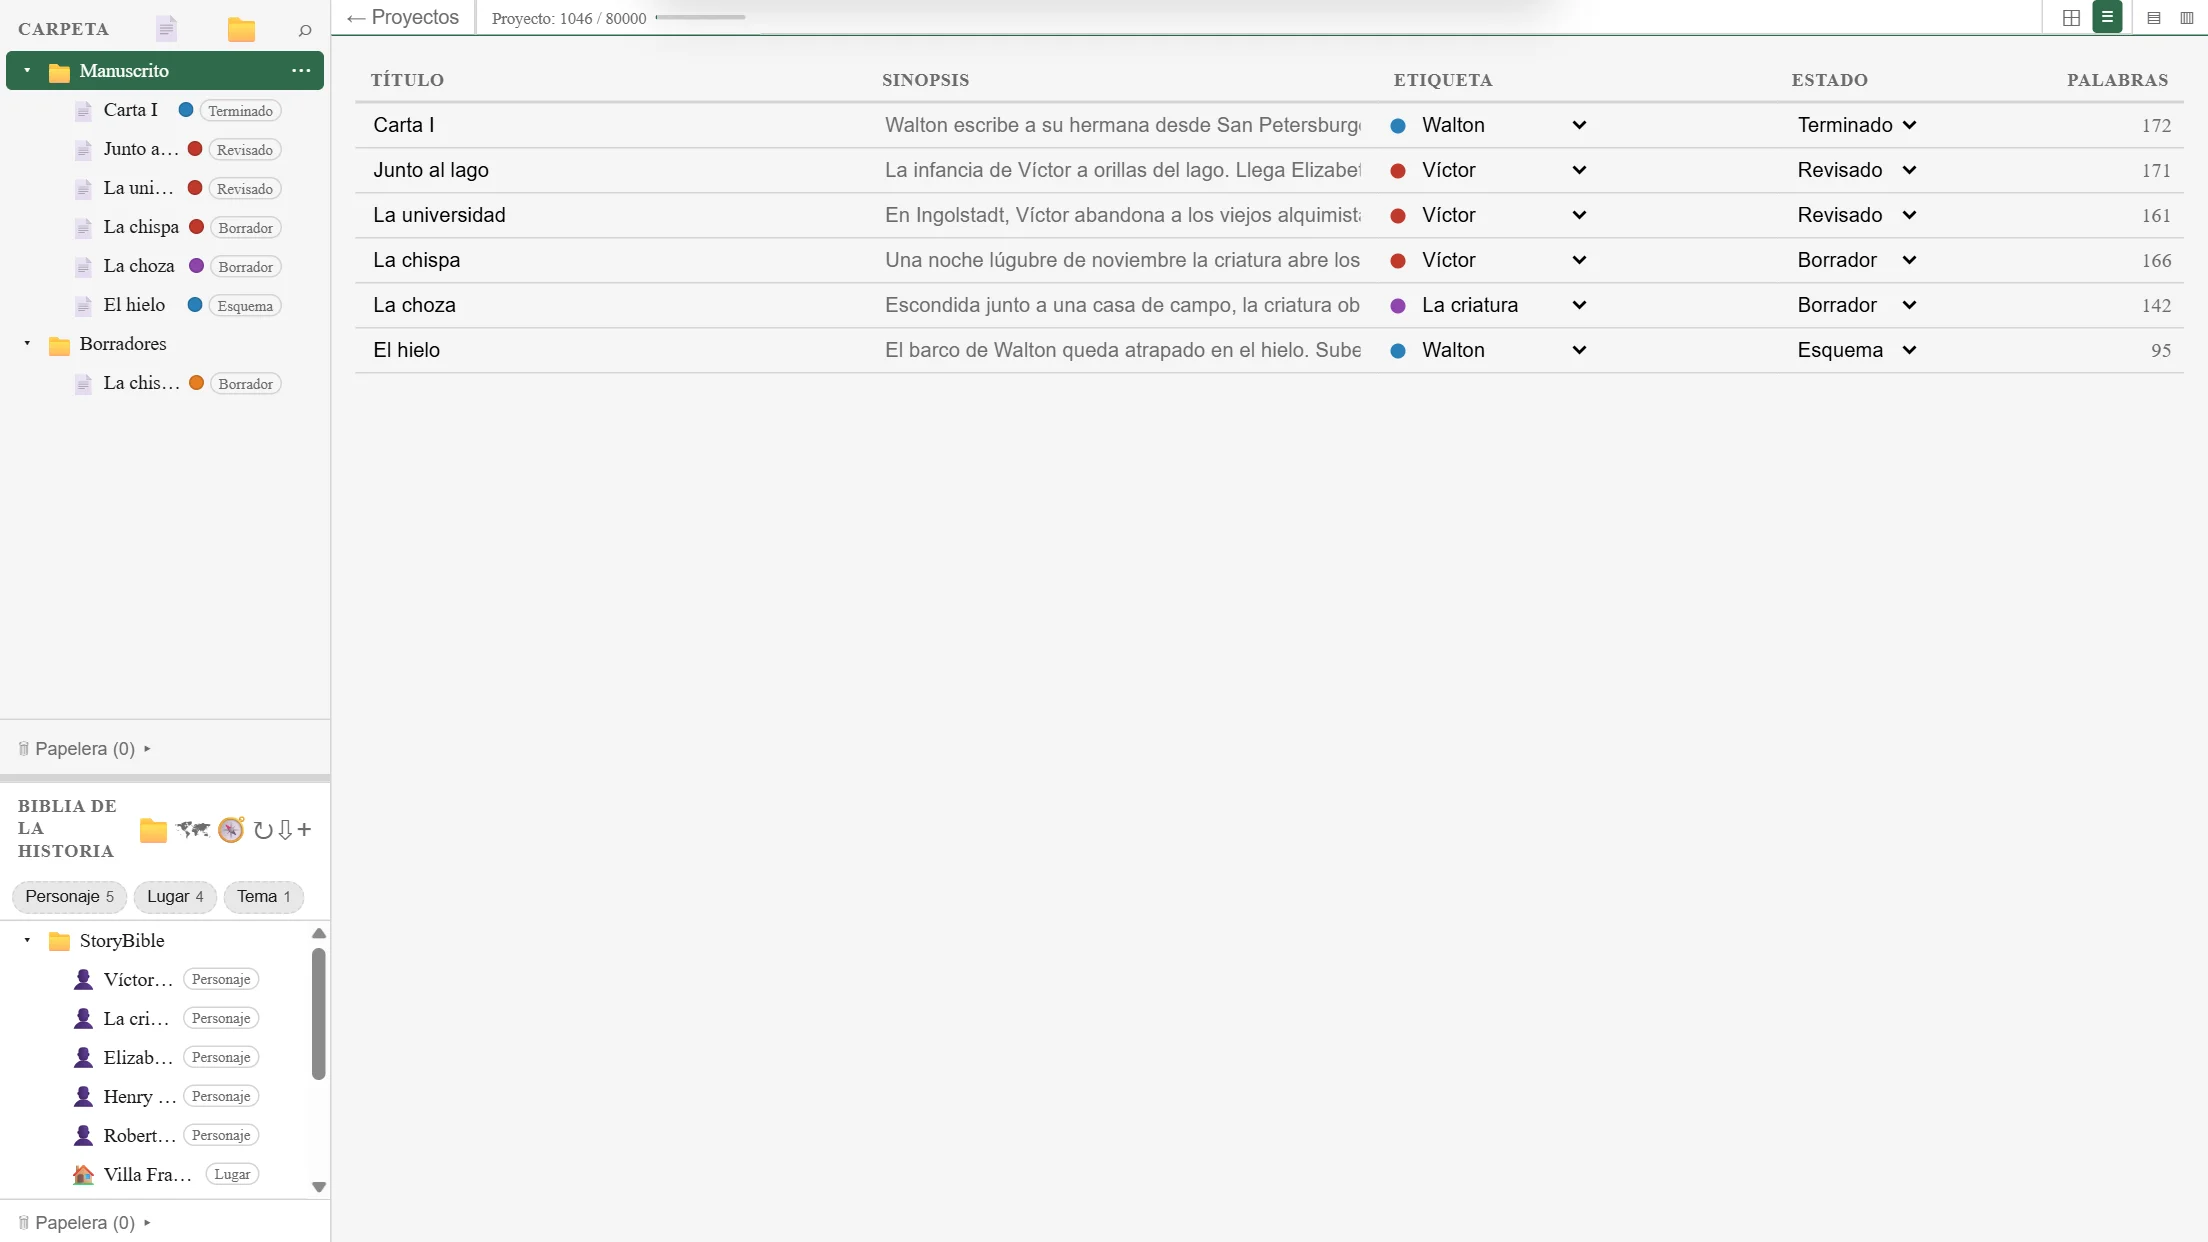 CARPETA
Manuscrito
Carta I Terminado
Junto a... Revisado
La uni... Revisado
La chispa Borrador
La choza Borrador
El hielo Esquema
Borradores
La chis... Borrador
Papelera (0)
BIBLIA DE
LA
HISTORIA
Personaje 5 Lugar 4 Tema 1
StoryBible
Víctor... Personaje
La cri... Personaje
Elizab... Personaje
Henry ... Personaje
Robert... Personaje
Villa Fra... Lugar
Papelera (0)
← Proyectos Proyecto: 1046 / 80000
TÍTULO SINOPSIS ETIQUETA ESTADO PALABRAS
Carta I Walton escribe a su hermana desde San Petersburgo Walton Terminado 172
Junto al lago La infancia de Víctor a orillas del lago. Llega Elizabet Víctor Revisado 171
La universidad En Ingolstadt, Víctor abandona a los viejos alquimista Víctor Revisado 161
La chispa Una noche lúgubre de noviembre la criatura abre los Víctor Borrador 166
La choza Escondida junto a una casa de campo, la criatura ob La criatura Borrador 142
El hielo El barco de Walton queda atrapado en el hielo. Sube Walton Esquema 95